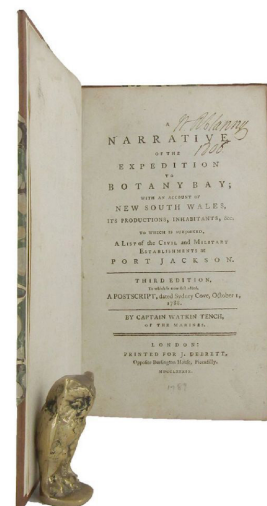 A
NARRATIVE
OF THE
EXPEDITION
TO
BOTANY BAY;
WITH AN ACCOUNT OF
NEW SOUTH WALES,
ITS PRODUCTIONS, INHABITANTS, &c.
TO WHICH IS SUBJOINED,
A LIST of the CIVIL and MILITARY
ESTABLISHMENTS at
PORT JACKSON.
THIRD EDITION,
To which is now first added,
A POSTSCRIPT, dated Sydney Cove, October 1,
1788.
BY CAPTAIN WATKIN TENCH,
OF THE MARINES.
LONDON:
PRINTED FOR J. DEBRETT,
Opposite Burlington House, Piccadilly.